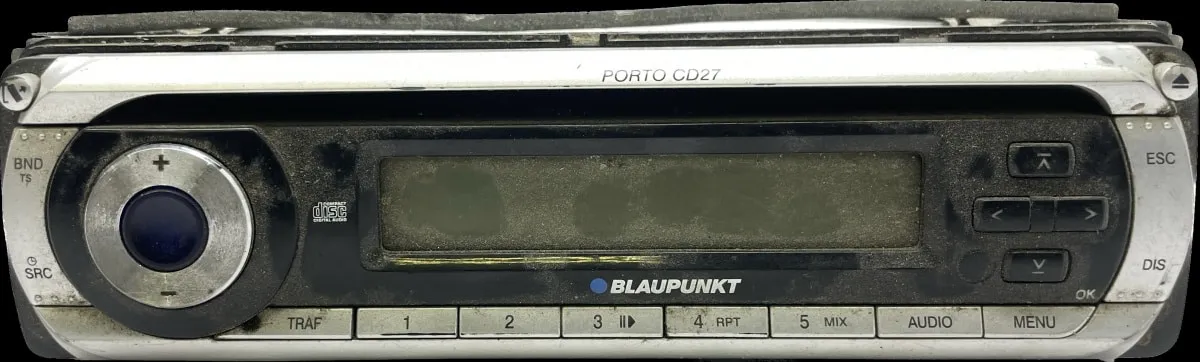 PORTO CD27
BND
TS
ESC
COMPACT
disc
DIGITAL AUDIO
SRC
DIS
BLAUPUNKT
OK
TRAF 1 2 3 4 RPT 5 MIX AUDIO MENU